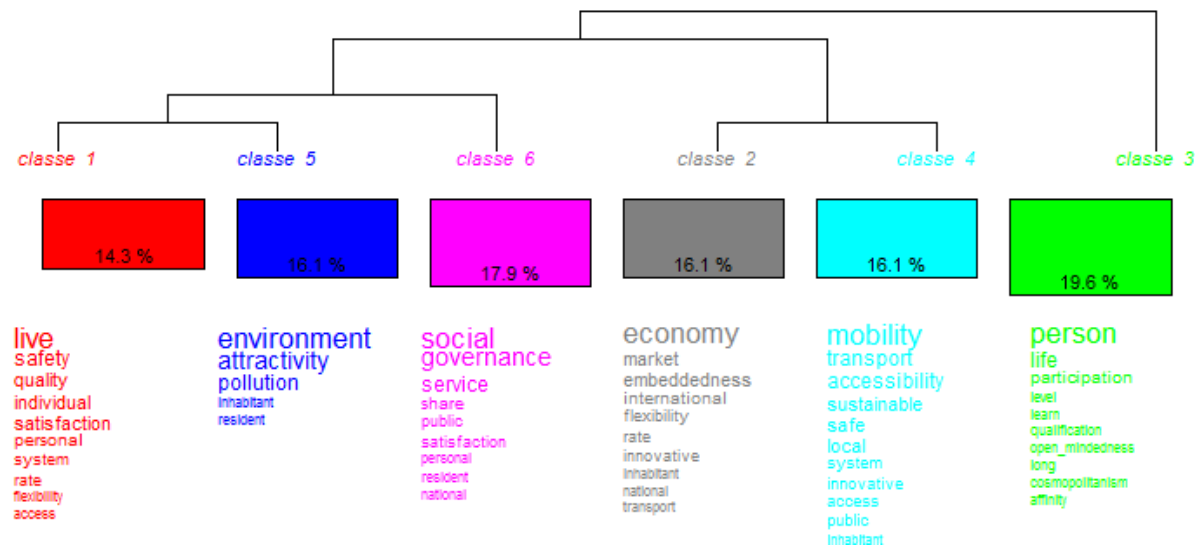 classe 1
classe 5
classe 6
classe 2
classe 4
classe 3
14.3 %
16.1 %
17.9 %
16.1 %
16.1 %
19.6 %
live
safety
quality
individual
satisfaction
personal
system
rate
flexibility
access
environment
attractivity
pollution
inhabitant
resident
social
governance
service
share
public
satisfaction
personal
resident
national
economy
market
embeddedness
international
flexibility
rate
innovative
inhabitant
national
transport
mobility
transport
accessibility
sustainable
safe
local
system
innovative
access
public
inhabitant
person
life
participation
level
learn
qualification
open_mindedness
long
cosmopolitanism
affinity